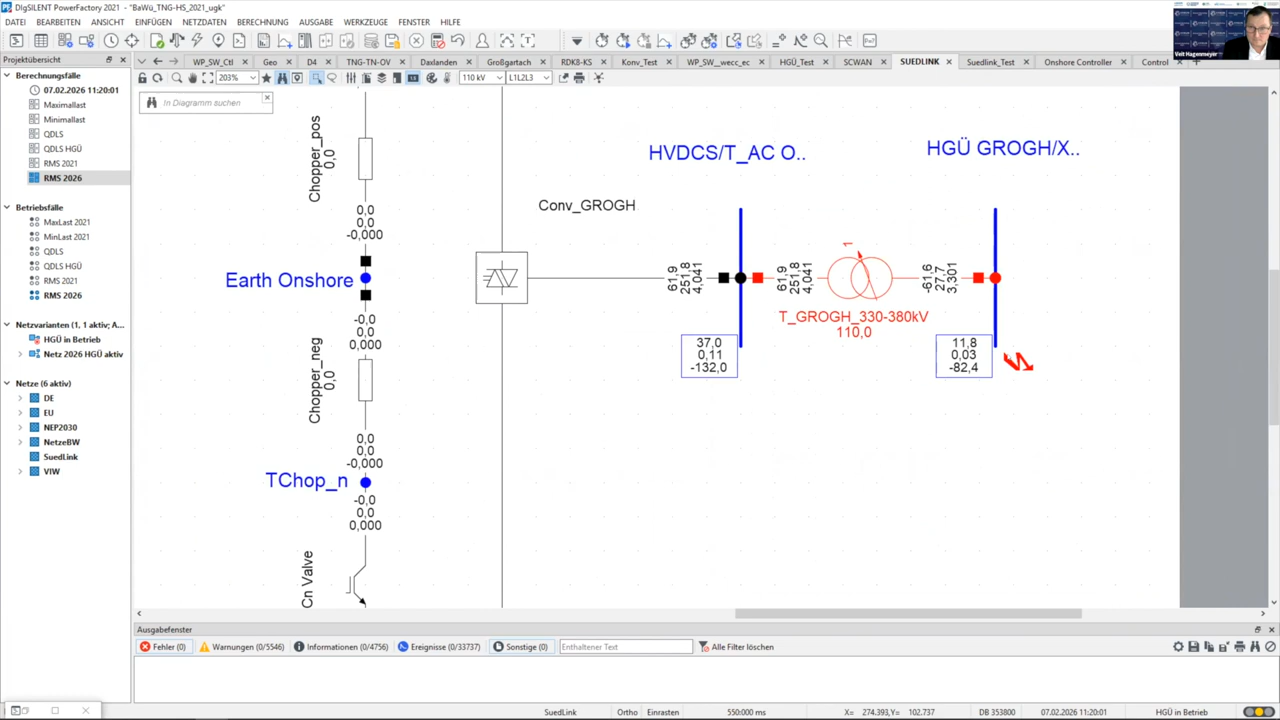 DIgSILENT PowerFactory 2021 - "BaWü_TNG-HS_2021_ugk"
DATEI BEARBEITEN ANSICHT EINFÜGEN NETZDATEN BERECHNUNG AUSGABE WERKZEUGE FENSTER HILFE
Projektübersicht
WP_SW_Ctl Geo D4 TNG-TN-OV Daxlanden RDK8-KS Konv_Test WP_SW__wecc_ec HGÜ_Test SCWAN SUEDLINK Suedlink_Test Onshore Controller Control
203% 110 kV L1L2L3
In Diagramm suchen
Berechnungsfälle
07.02.2026 11:20:01
Maximallast
Minimallast
QDLS
QDLS HGÜ
RMS 2021
RMS 2026
Betriebsfälle
MaxLast 2021
MinLast 2021
QDLS
QDLS HGÜ
RMS 2021
RMS 2026
Netzvarianten (1, 1 aktiv; A...
HGÜ in Betrieb
Netz 2026 HGÜ aktiv
Netze (6 aktiv)
DE
EU
NEP2030
NetzeBW
SuedLink
VIW
Chopper_pos
0,0
0,0
0,0
-0,000
Earth Onshore
-0,0
0,0
0,000
Chopper_neg
0,0
0,0
0,0
-0,000
TChop_n
-0,0
0,0
0,000
Cn Valve
Conv_GROGH
HVDCS/T_AC O..
HGÜ GROGH/X..
61,9
251,8
4,041
61,9
251,8
4,041
-61,6
27,7
3,301
T_GROGH_330-380kV
110,0
37,0
0,11
-132,0
11,8
0,03
-82,4
Veit Hagenmeyer
Ausgabefenster
Fehler (0) Warnungen (0/5546) Informationen (0/4756) Ereignisse (0/33737) Sonstige (0) Enthaltener Text Alle Filter löschen
SuedLink Ortho Einrasten 550:000 ms X= 274.393,Y= 102.737 DB 353800 07.02.2026 11:20:01 HGÜ in Betrieb